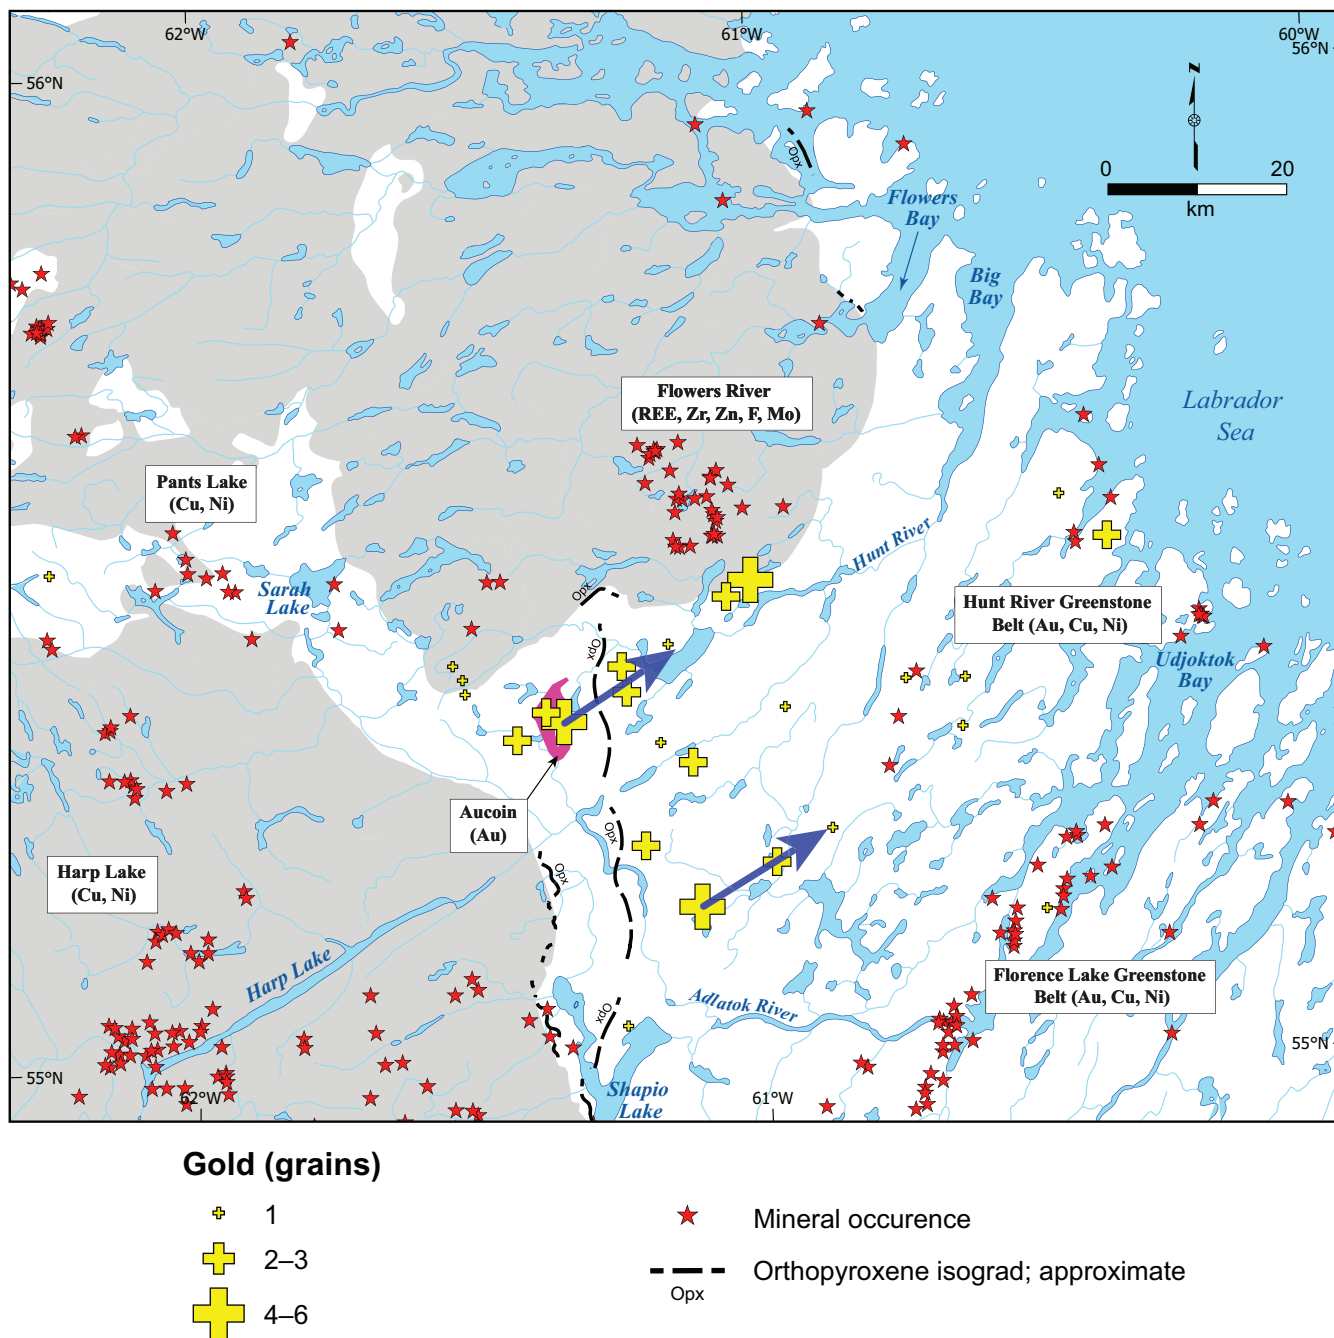 62°W
61°W
60°W
56°N
56°N
N
0 20
km
Opx
Flowers
Bay
Big
Bay
Flowers River
(REE, Zr, Zn, F, Mo)
Labrador
Sea
Pants Lake
(Cu, Ni)
Hunt River
Sarah
Lake
Opx
Hunt River Greenstone
Belt (Au, Cu, Ni)
Opx
Udjoktok
Bay
Aucoin
(Au)
Opx
Harp Lake
(Cu, Ni)
Opx
Harp Lake
Florence Lake Greenstone
Belt (Au, Cu, Ni)
Adlatok River
Opx
55°N
55°N
Shapio
Lake
62°W
61°W
Gold (grains)
1
2–3
4–6
Mineral occurence
Orthopyroxene isograd; approximate
Opx